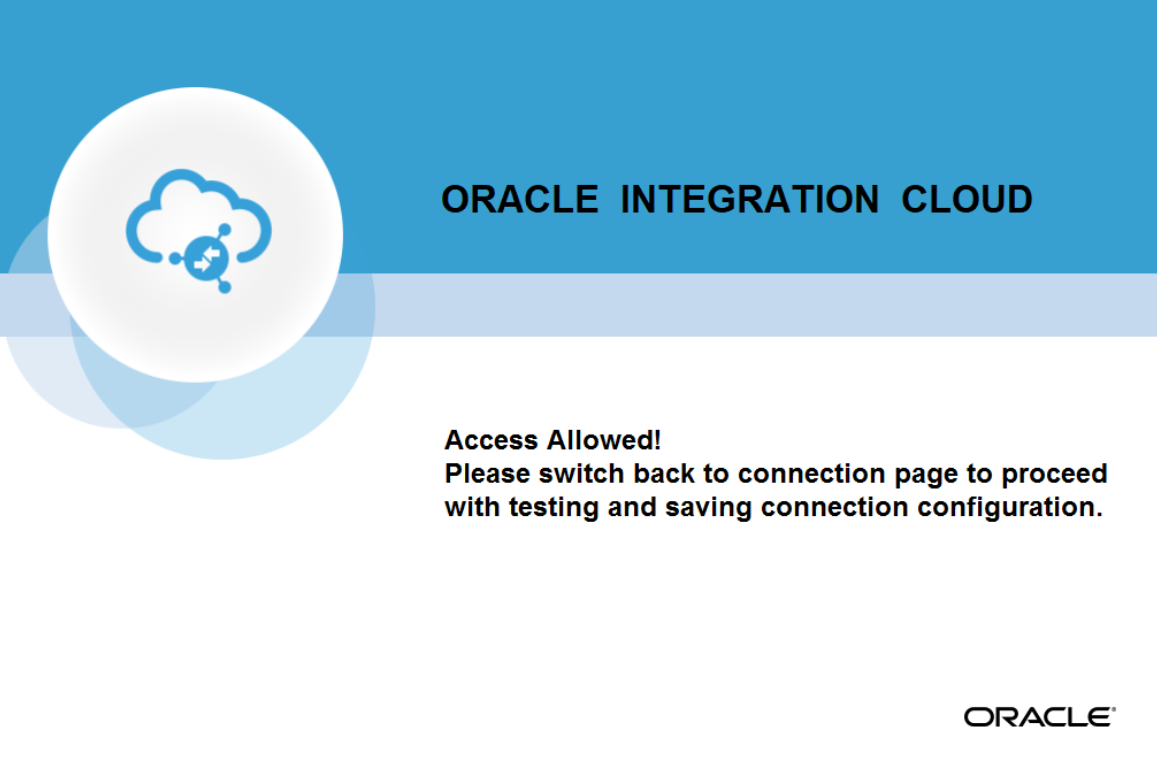 ORACLE INTEGRATION CLOUD
Access Allowed!
Please switch back to connection page to proceed
with testing and saving connection configuration.
ORACLE®